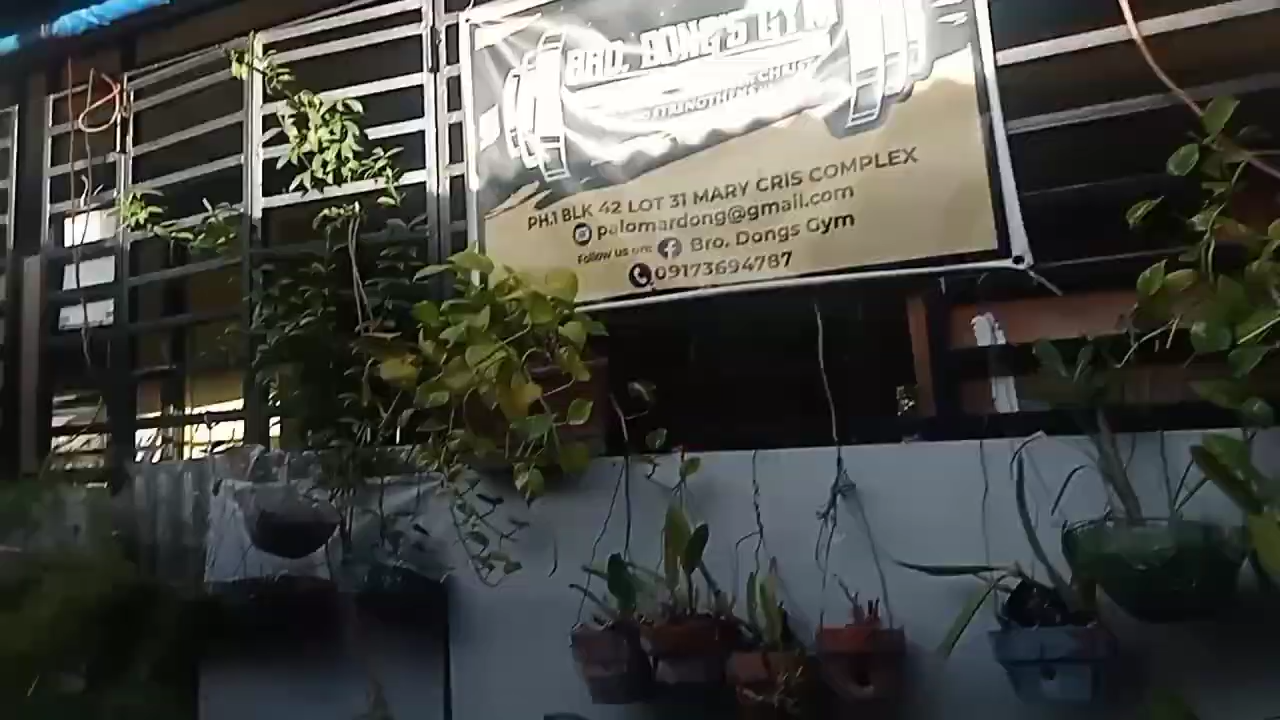 BRO. DONG'S GYM
PH.1 BLK 42 LOT 31 MARY CRIS COMPLEX
palomardong@gmail.com
Follow us on: Bro. Dongs Gym
09173694787